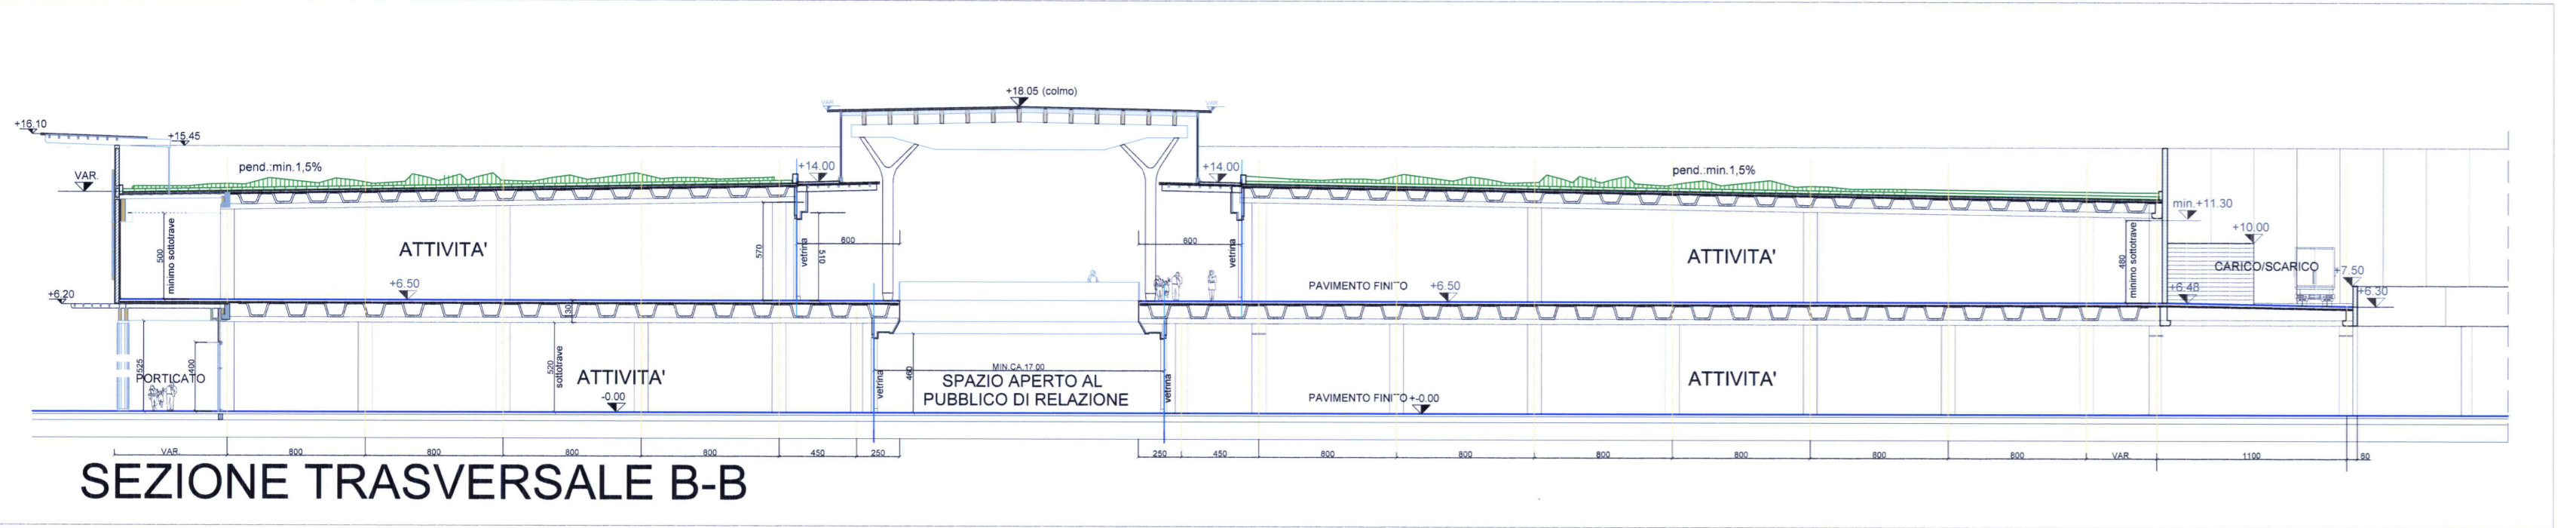 VAR.
VAR.
+18.05 (colmo)
+16.10
+15.45
pend.:min.1,5%
+14.00
+14.00
pend.:min.1,5%
VAR.
min.+11.30
+10.00
500
minimo sottotrave
ATTIVITA'
570
vetrina
510
600
600
vetrina
ATTIVITA'
480
minimo sottotrave
CARICO/SCARICO
+7.50
+6.20
+6.50
PAVIMENTO FINITO
+6.50
+6.48
+6.30
130
525
PORTICATO
400
520
sottotrave
ATTIVITA'
-0.00
vetrina
460
MIN.CA.17.00
SPAZIO APERTO AL
PUBBLICO DI RELAZIONE
vetrina
ATTIVITA'
PAVIMENTO FINITO+-0.00
VAR.
800
800
800
800
450
250
250
450
800
800
800
800
800
800
VAR.
1100
60
SEZIONE TRASVERSALE B-B